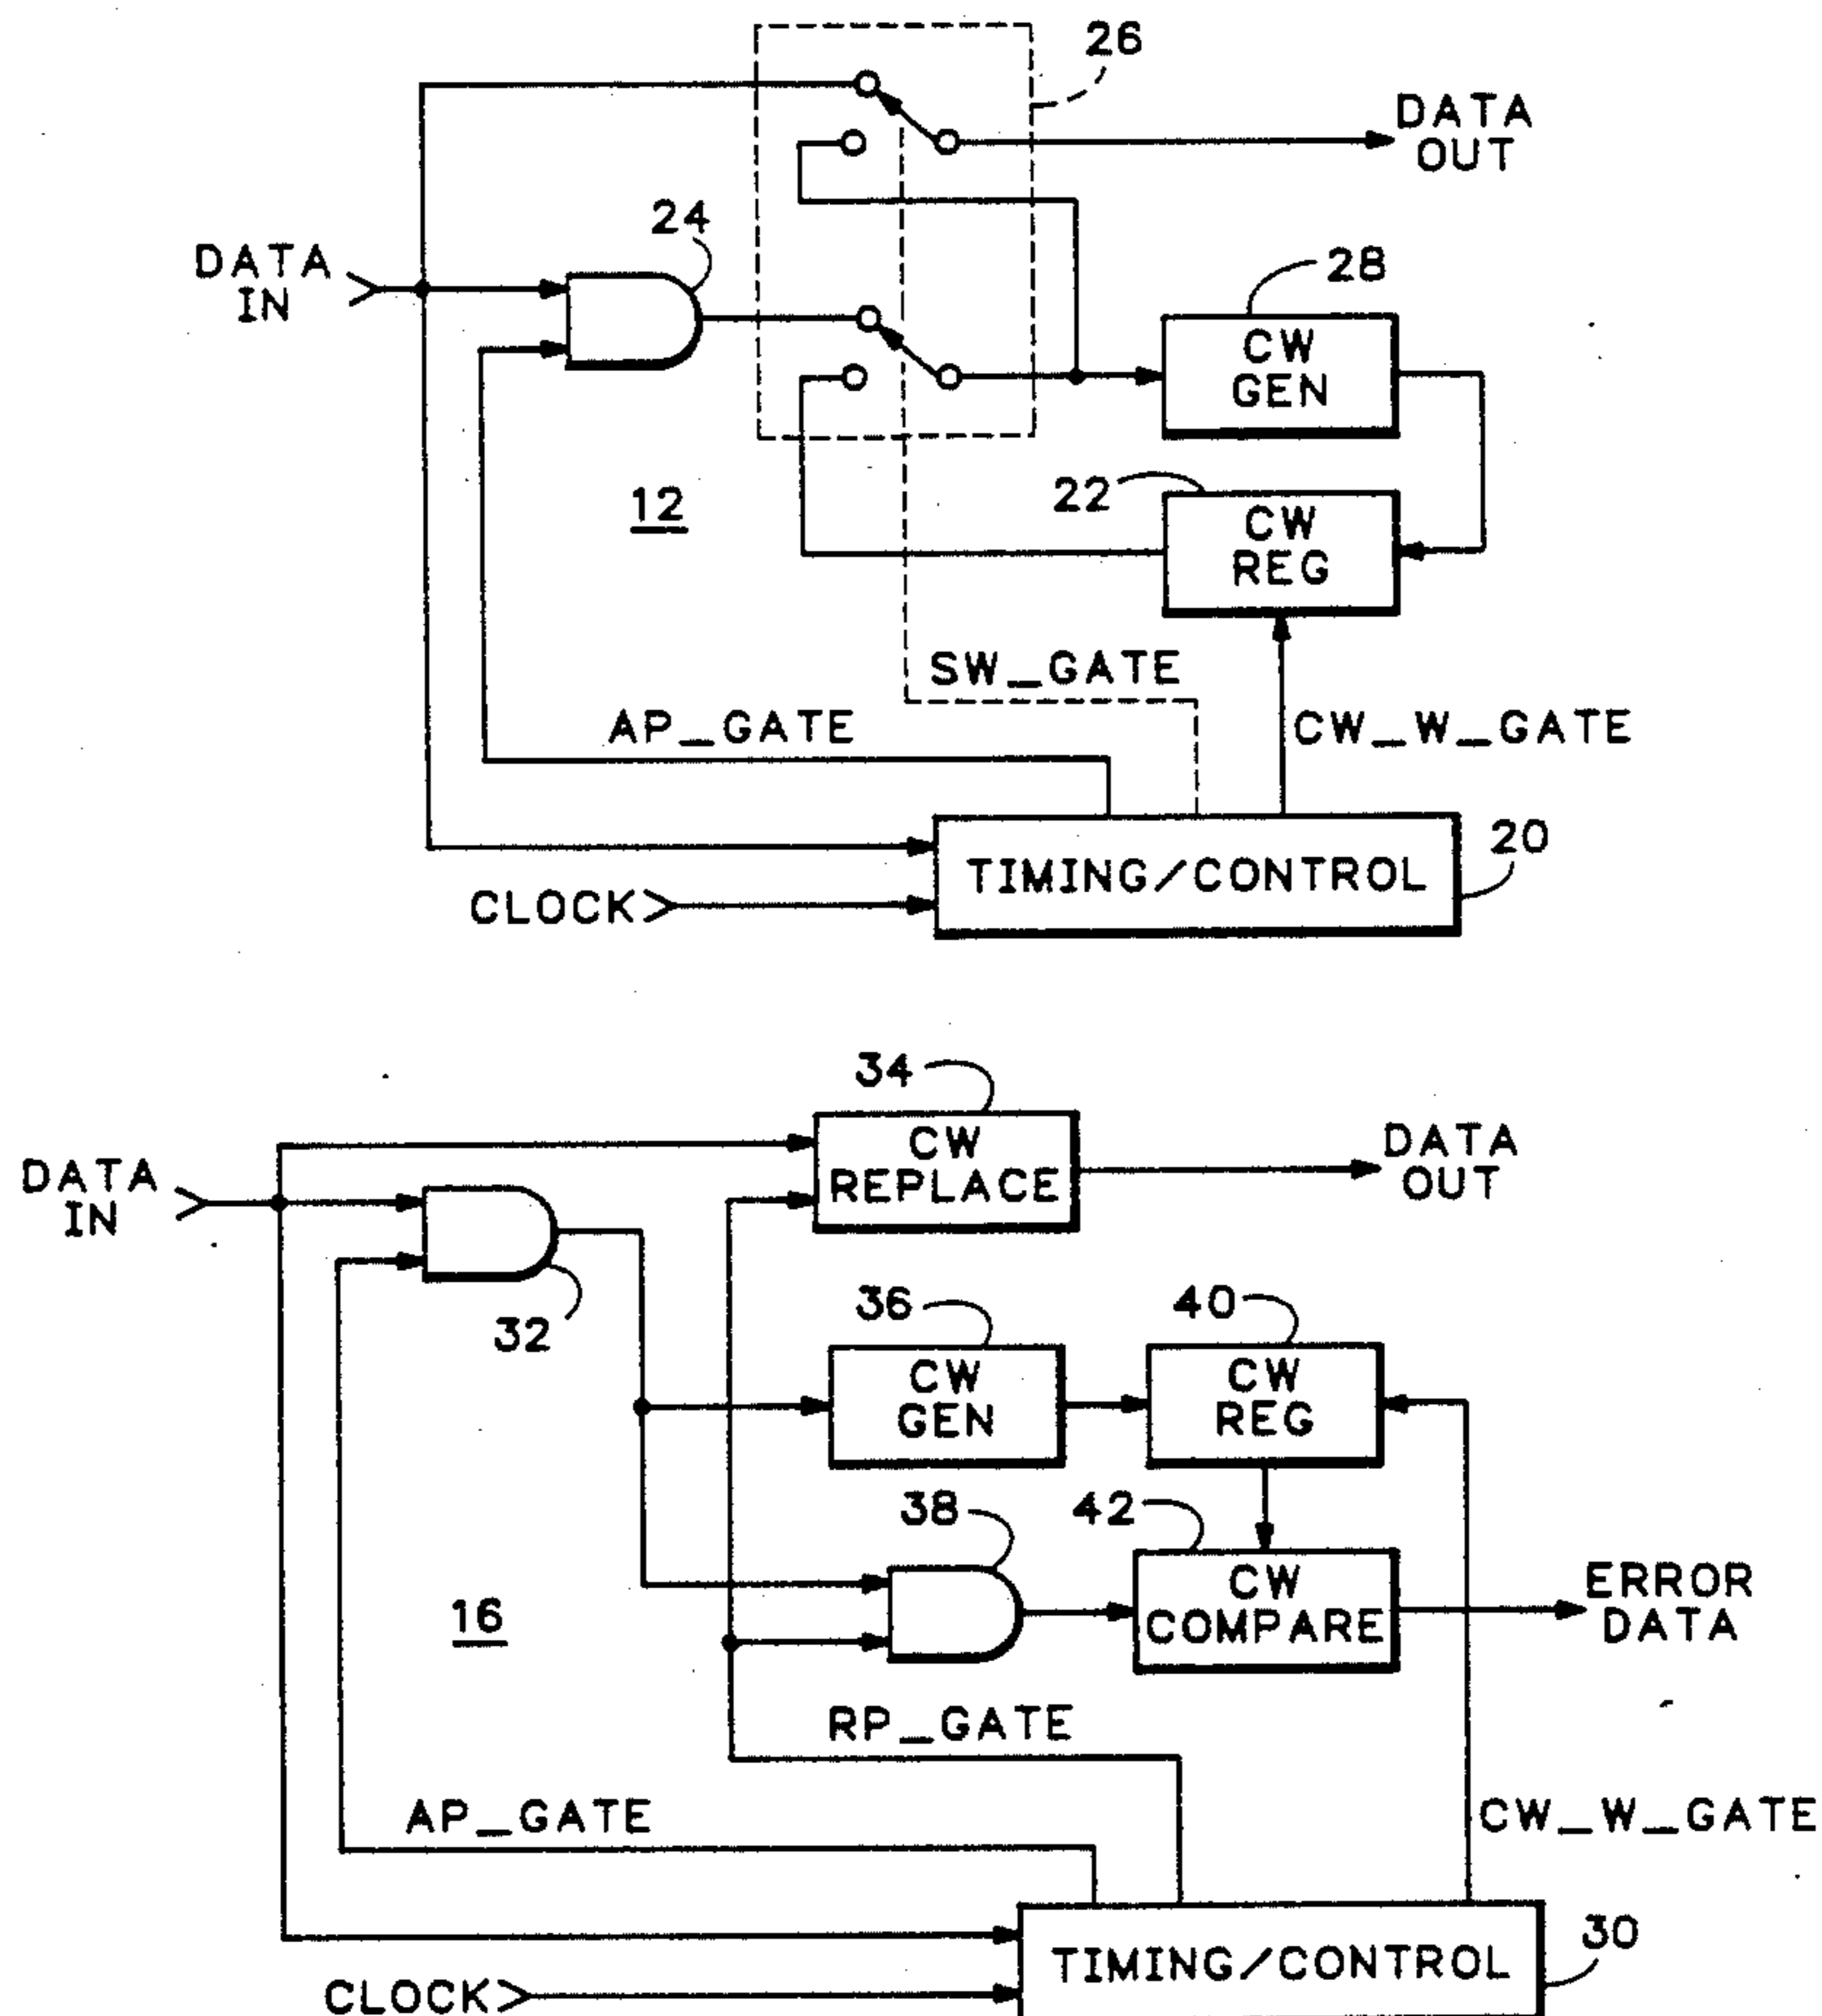 26
DATA
OUT
24
DATA
IN
28
CW
GEN
12
22
CW
REG
SW_GATE
AP_GATE
CW_W_GATE
20
TIMING/CONTROL
CLOCK
34
DATA
IN
CW
REPLACE
DATA
OUT
32
36
40
CW
GEN
CW
REG
38
42
16
CW
COMPARE
ERROR
DATA
RP_GATE
AP_GATE
CW_W_GATE
30
TIMING/CONTROL
CLOCK